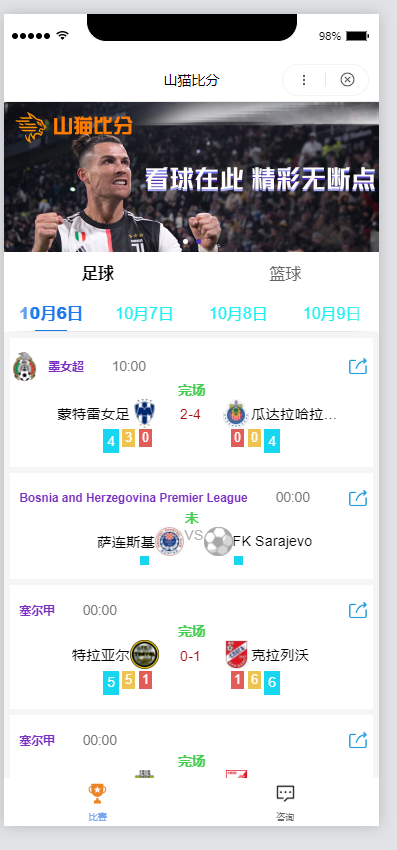 98%
山猫比分
山猫比分
看球在此 精彩无断点
足球 篮球
10月6日 10月7日 10月8日 10月9日
墨女超 10:00
完场
蒙特雷女足 2-4 瓜达拉哈拉...
4 3 0 0 0 4
Bosnia and Herzegovina Premier League 00:00
未
萨连斯基 VS FK Sarajevo
塞尔甲 00:00
完场
特拉亚尔 0-1 克拉列沃
5 5 1 1 6 6
塞尔甲 00:00
完场
比赛 咨询